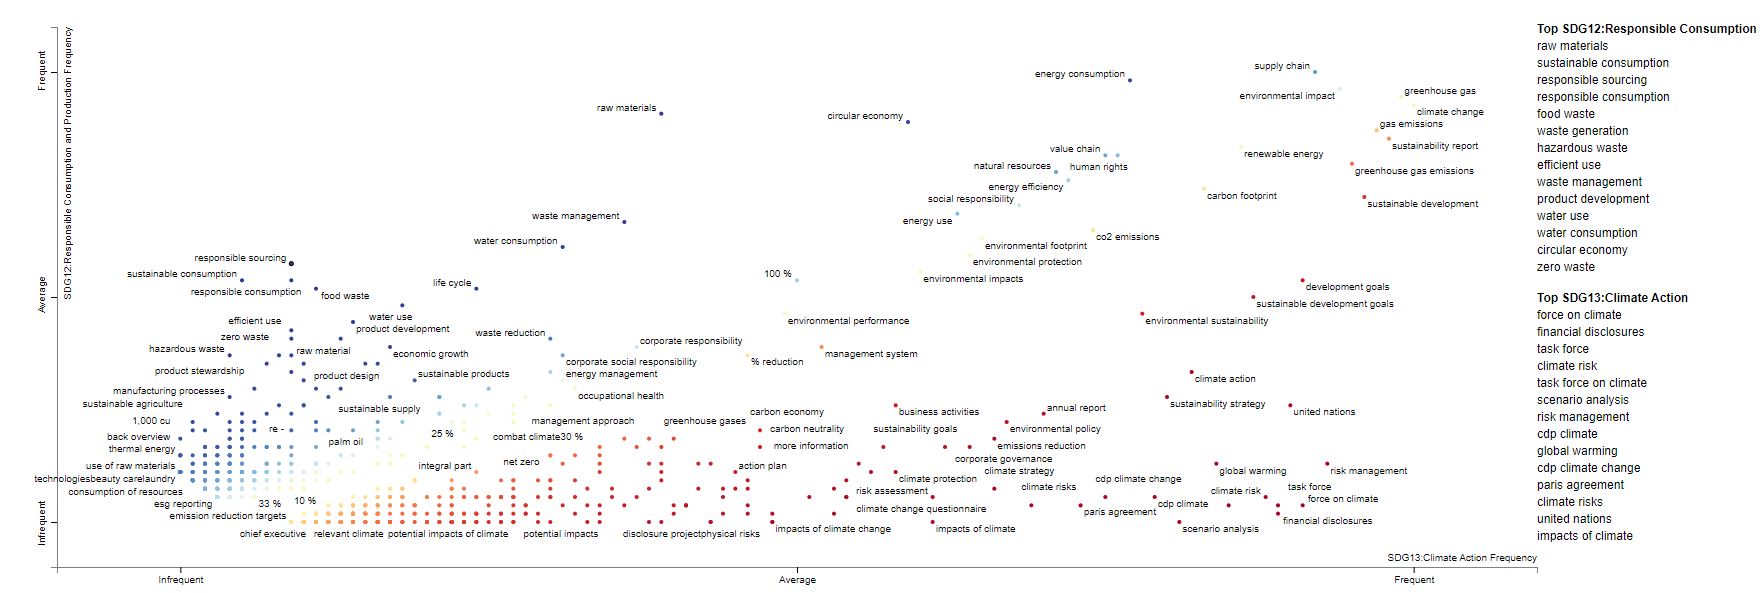 Top SDG12:Responsible Consumption
raw materials
sustainable consumption
responsible sourcing
responsible consumption
food waste
waste generation
hazardous waste
efficient use
waste management
product development
water use
water consumption
circular economy
zero waste
Top SDG13:Climate Action
force on climate
financial disclosures
task force
climate risk
task force on climate
scenario analysis
risk management
cdp climate
global warming
cdp climate change
paris agreement
climate risks
united nations
impacts of climate
SDG12:Responsible Consumption and Production Frequency
Frequent
Average
Infrequent
supply chain
energy consumption
environmental impact
greenhouse gas
raw materials
climate change
circular economy
gas emissions
sustainability report
value chain
renewable energy
natural resources
human rights
greenhouse gas emissions
energy efficiency
carbon footprint
social responsibility
sustainable development
waste management
energy use
co2 emissions
water consumption
environmental footprint
responsible sourcing
environmental protection
sustainable consumption
100 %
environmental impacts
life cycle
development goals
responsible consumption
food waste
sustainable development goals
efficient use
water use
environmental performance
environmental sustainability
product development
zero waste
waste reduction
corporate responsibility
hazardous waste
raw material
economic growth
management system
corporate social responsibility
% reduction
product stewardship
product design
sustainable products
energy management
climate action
manufacturing processes
occupational health
sustainable agriculture
sustainable supply
sustainability strategy
carbon economy
business activities
annual report
united nations
1,000 cu
re -
management approach
greenhouse gases
carbon neutrality
sustainability goals
environmental policy
back overview
palm oil
25 %
combat climate
30 %
more information
emissions reduction
thermal energy
corporate governance
use of raw materials
integral part
net zero
action plan
climate strategy
global warming
risk management
technologies
beauty care
laundry
climate protection
cdp climate change
consumption of resources
risk assessment
climate risks
climate risk
task force
esg reporting
33 %
10 %
cdp climate
force on climate
emission reduction targets
climate change questionnaire
paris agreement
financial disclosures
chief executive
relevant climate
potential impacts of climate
potential impacts
disclosure project
physical risks
impacts of climate change
impacts of climate
scenario analysis
SDG13:Climate Action Frequency
Infrequent
Average
Frequent